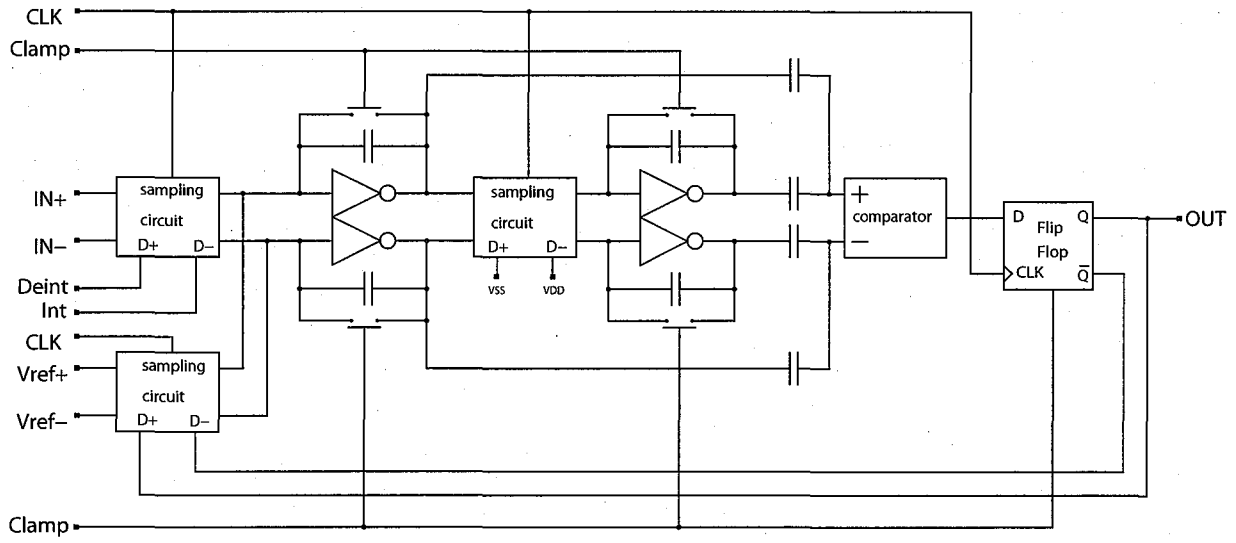 CLK
Clamp
IN+
IN−
Deint
Int
CLK
Vref+
Vref−
Clamp
sampling
circuit
D+ D−
sampling
circuit
D+ D−
sampling
circuit
D+ D−
VSS VDD
+
comparator
−
D Q
Flip
Flop
CLK Q̅
OUT